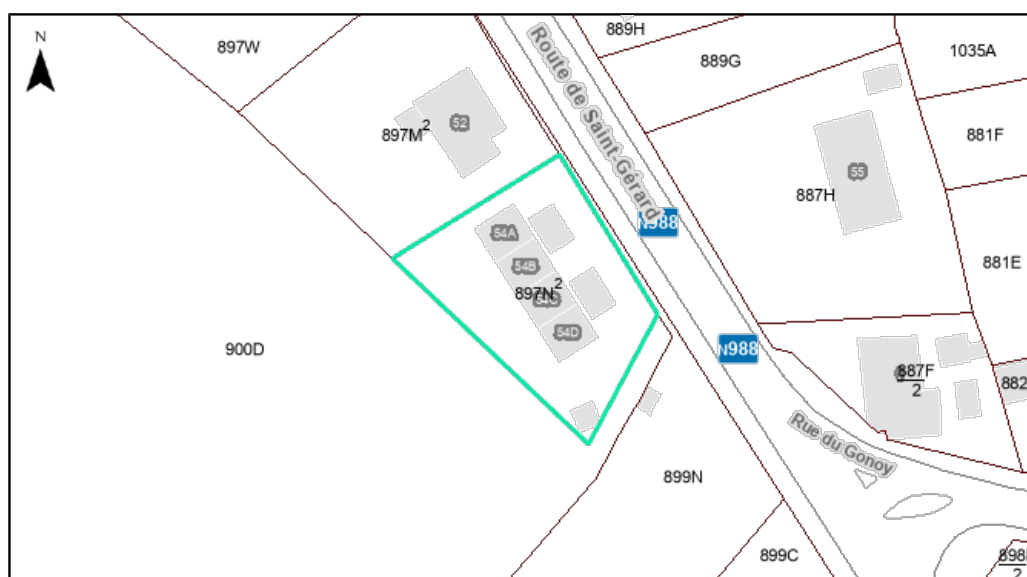 889H
897W
N
Route de Saint-Gérard
1035A
889G
52
897M²
881F
55
887H
N988
54A
881E
54B
897N²
54D
900D
N988
887F
2
882
Rue du Gonoy
899N
899C
898
2